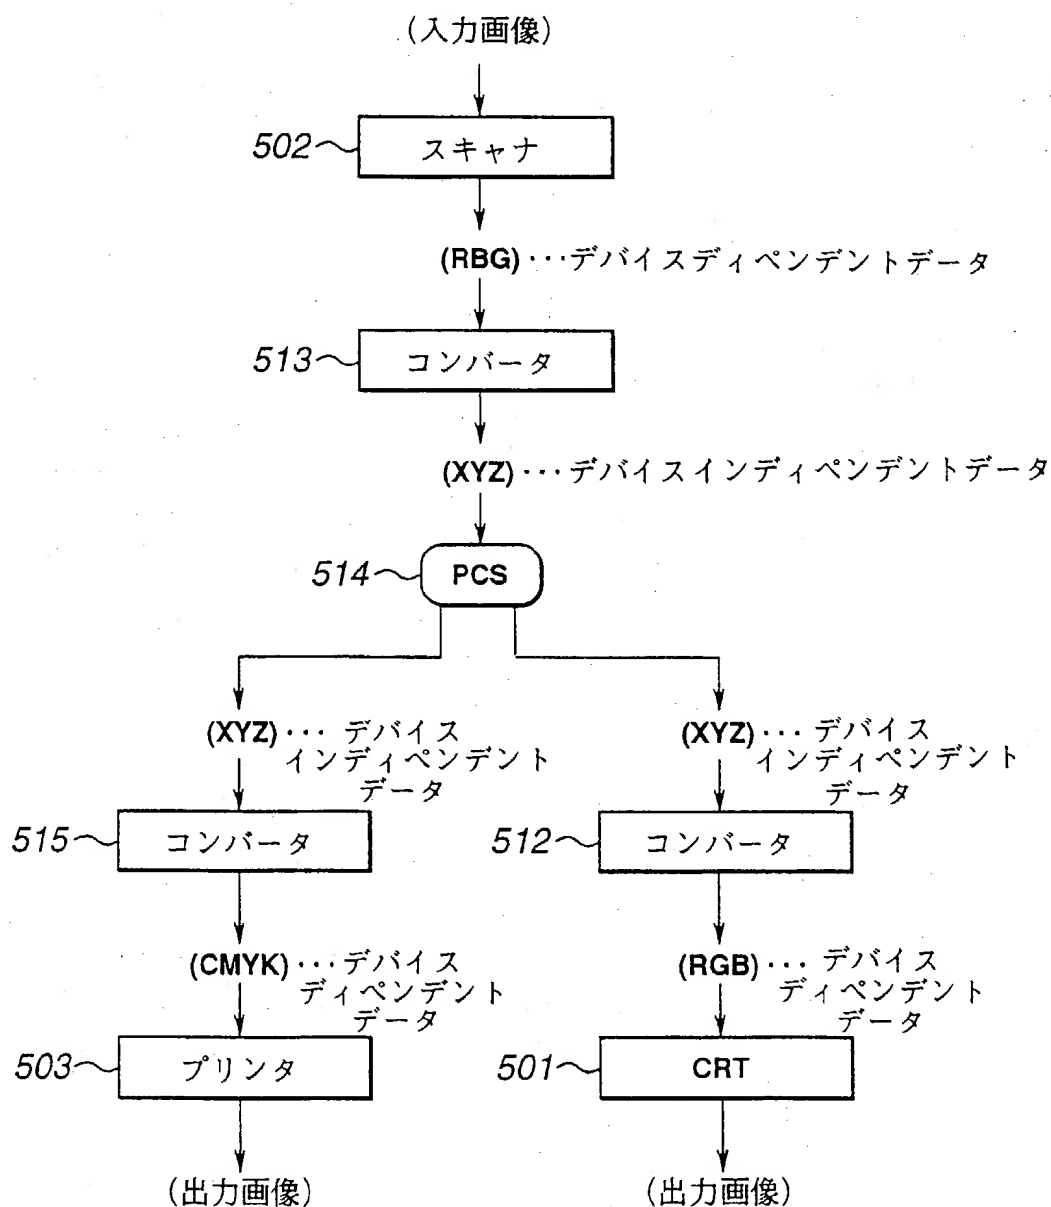 (入力画像)
502 スキャナ
(RBG)···デバイスディペンデントデータ
513 コンバータ
(XYZ)···デバイスインディペンデントデータ
514 PCS
(XYZ)··· デバイス
インディペンデント
データ
(XYZ)··· デバイス
インディペンデント
データ
515 コンバータ
512 コンバータ
(CMYK)···デバイス
ディペンデント
データ
(RGB)··· デバイス
ディペンデント
データ
503 プリンタ
501 CRT
(出力画像)
(出力画像)